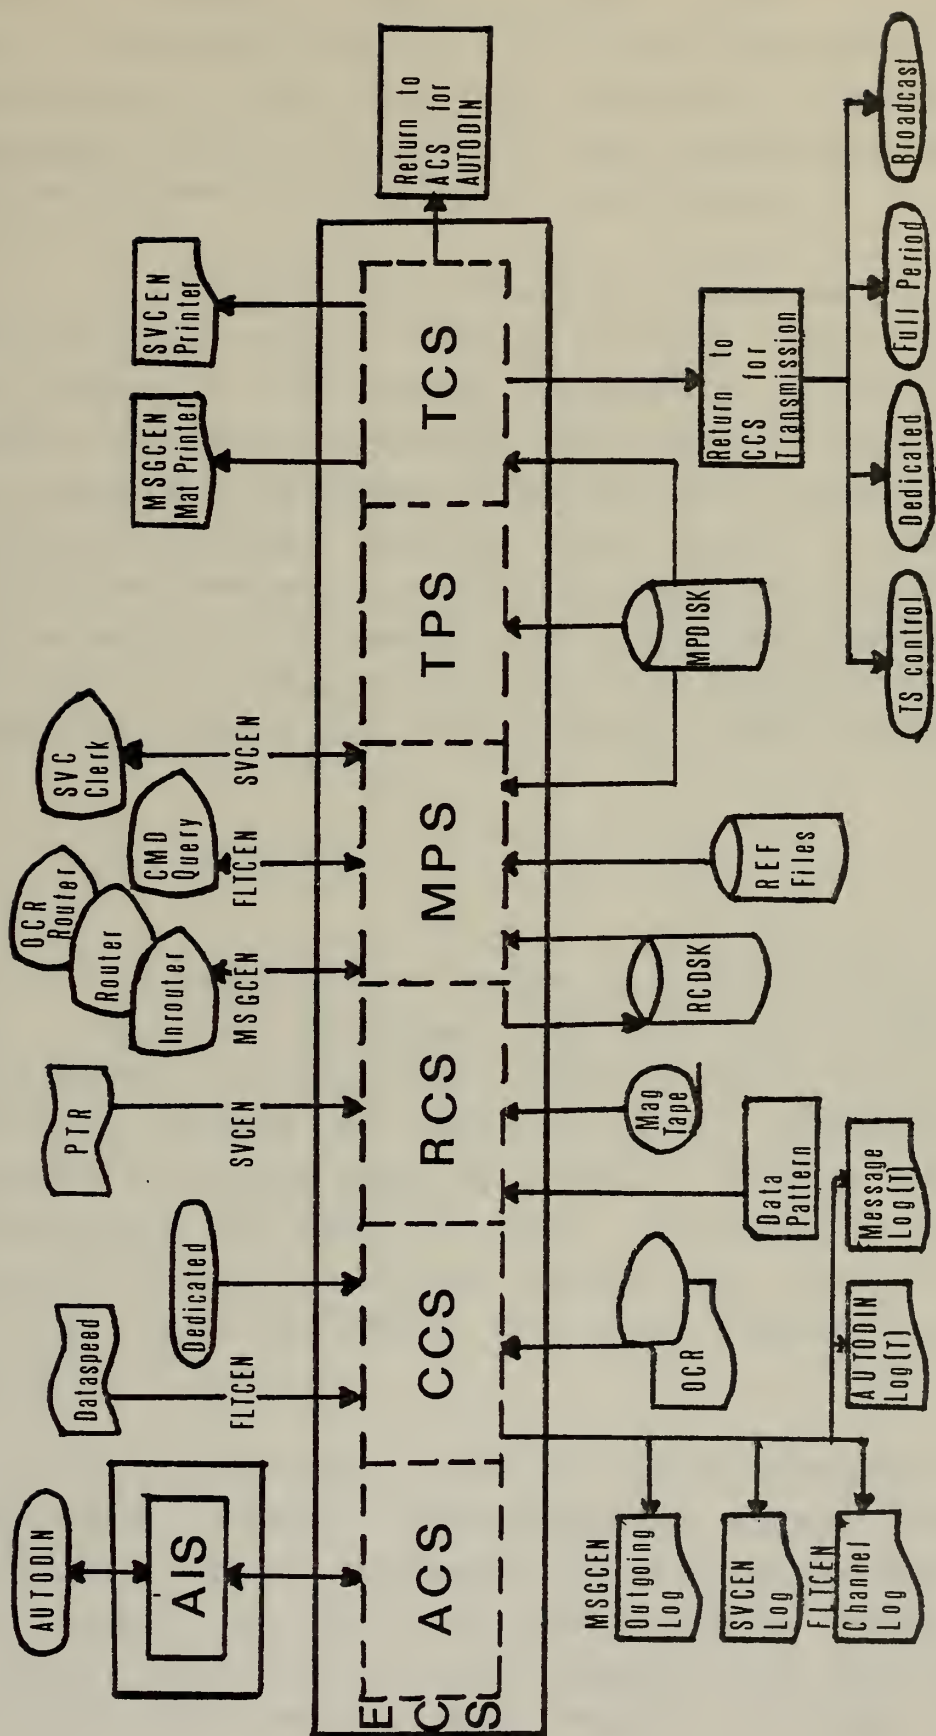 AUTODIN
AIS
Dataspeed
FLTCEN
Dedicated
PTR
SVCEN
OCR
Router
Router
Inrouter
MSGCEN
CMD
Query
FLTCEN
SVC
Clerk
SVCEN
MSGCEN
Mat Printer
SVCEN
Printer
ECS
ACS
CCS
RCS
MPS
TPS
TCS
Return to
ACS for
AUTODIN
MSGCEN
Outgoing
Log
SVCEN
Log
FLTCEN
Channel
Log
OCR
AUTODIN
Log(T)
Message
Log(T)
Data
Pattern
Mag
Tape
RCDSK
REF
Files
MPDISK
Return to
CCS for
Transmission
TS control
Dedicated
Full Period
Broadcast